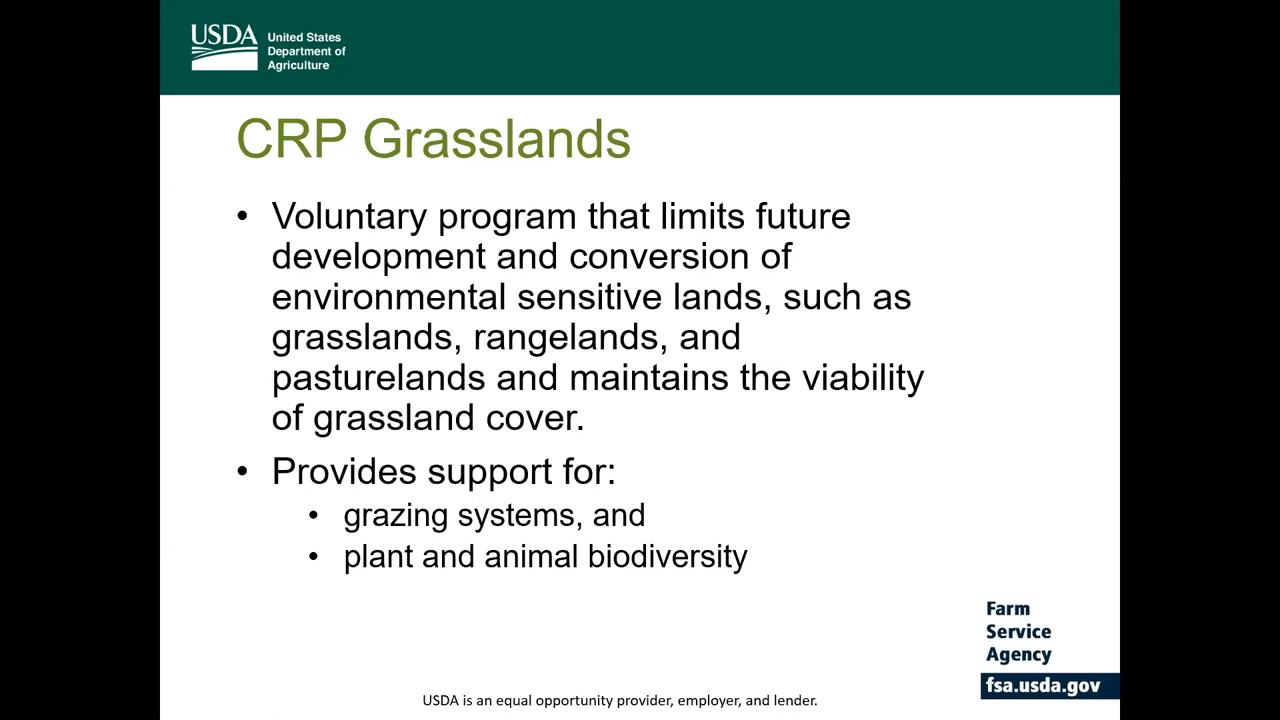 USDA
United States
Department of
Agriculture
CRP Grasslands
• Voluntary program that limits future
development and conversion of
environmental sensitive lands, such as
grasslands, rangelands, and
pasturelands and maintains the viability
of grassland cover.
• Provides support for:
• grazing systems, and
• plant and animal biodiversity
Farm
Service
Agency
fsa.usda.gov
USDA is an equal opportunity provider, employer, and lender.